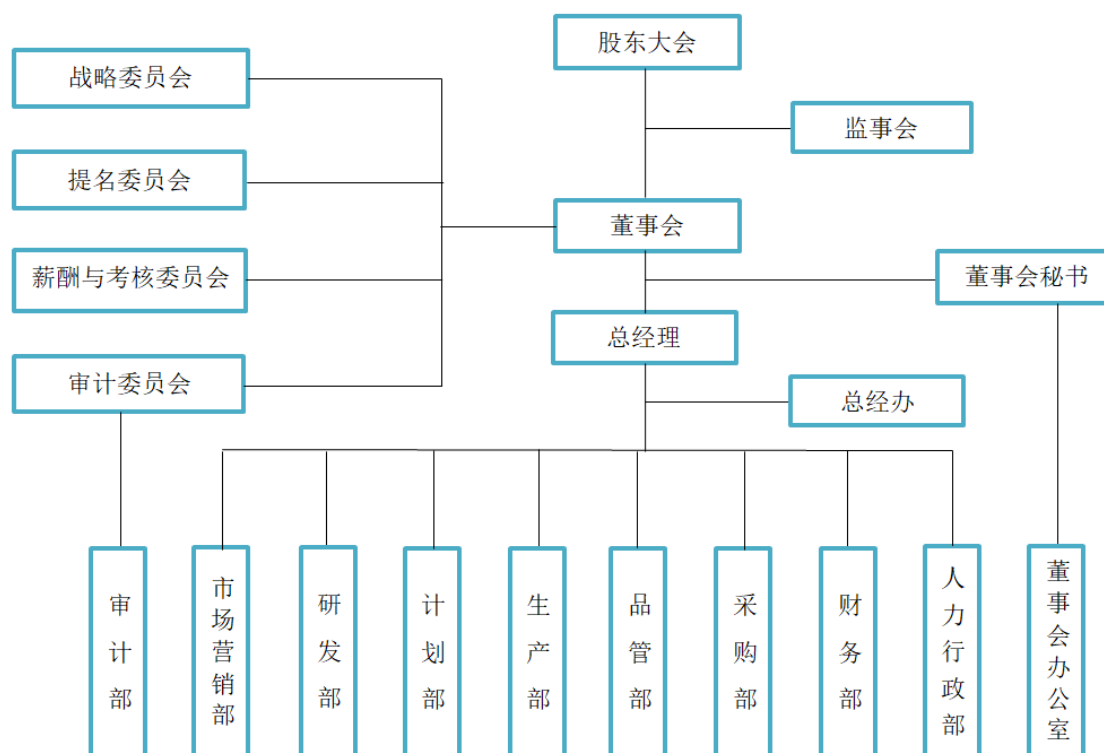 股东大会
战略委员会
监事会
提名委员会
董事会
薪酬与考核委员会
董事会秘书
总经理
审计委员会
总经办
审计部
市场营销部
研发部
计划部
生产部
品管部
采购部
财务部
人力行政部
董事会办公室